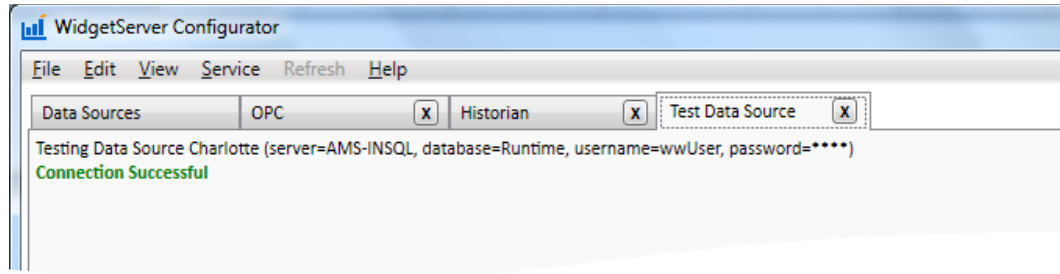 WidgetServer Configurator
File Edit View Service Refresh Help
Data Sources OPC X Historian X Test Data Source X
Testing Data Source Charlotte (server=AMS-INSQL, database=Runtime, username=wwUser, password=****)
Connection Successful